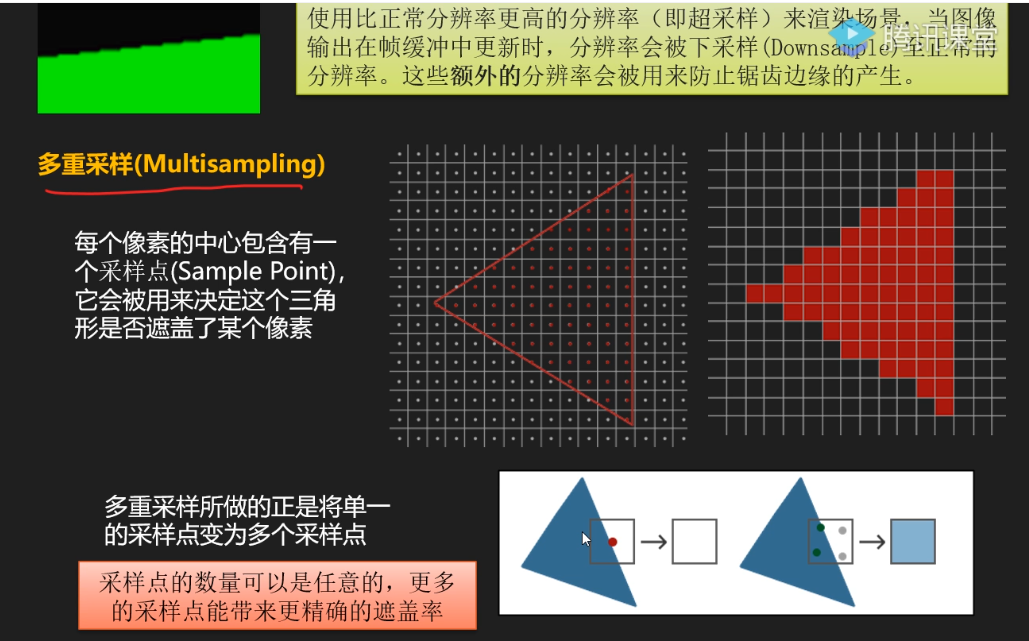 使用比正常分辨率更高的分辨率（即超采样）来渲染场景，当图像
输出在帧缓冲中更新时，分辨率会被下采样(Downsample)至正常的
分辨率。这些额外的分辨率会被用来防止锯齿边缘的产生。
腾讯课堂
多重采样(Multisampling)
每个像素的中心包含有一
个采样点(Sample Point)，
它会被用来决定这个三角
形是否遮盖了某个像素
多重采样所做的正是将单一
的采样点变为多个采样点
采样点的数量可以是任意的，更多
的采样点能带来更精确的遮盖率